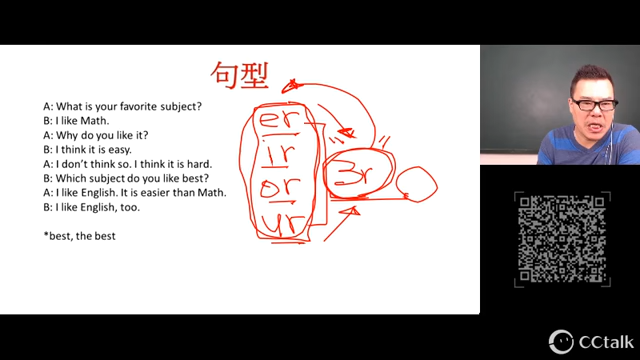 句型
A: What is your favorite subject?
B: I like Math.
A: Why do you like it?
B: I think it is easy.
A: I don't think so. I think it is hard.
B: Which subject do you like best?
A: I like English. It is easier than Math.
B: I like English, too.
*best, the best
er
ir
or
ur
3r
CCtalk